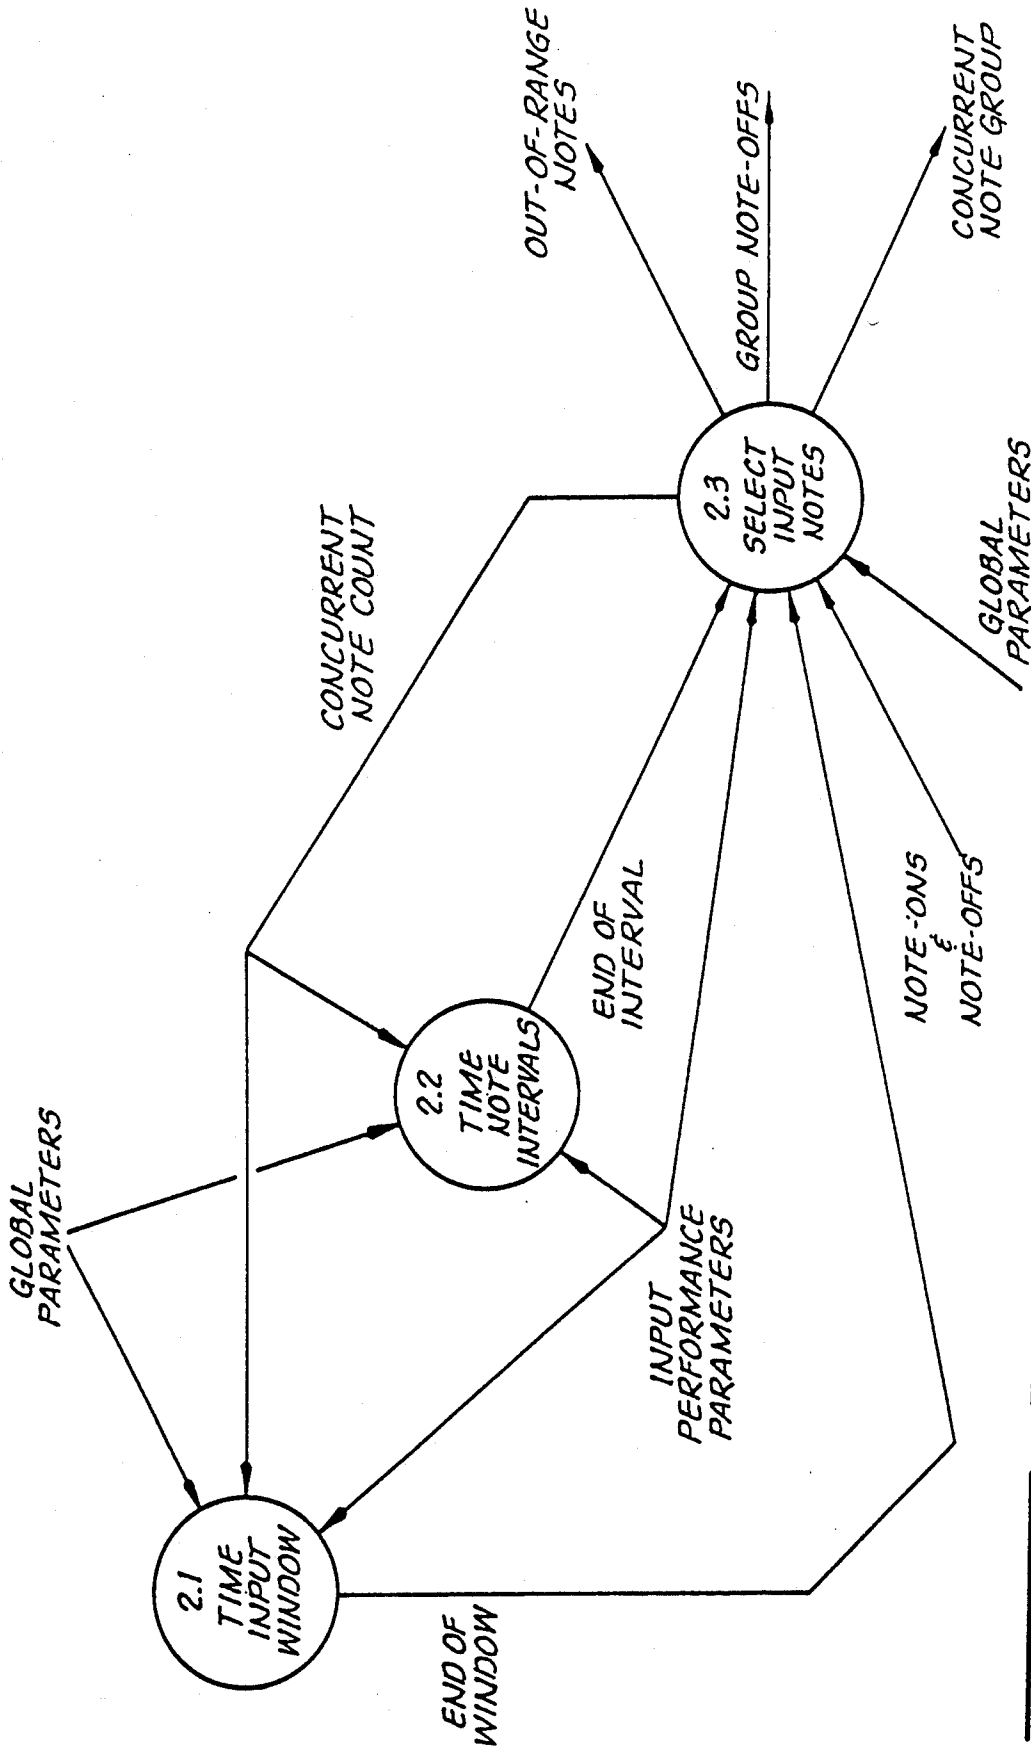 GLOBAL
PARAMETERS
2.1
TIME
INPUT
WINDOW
END OF
WINDOW
2.2
TIME
NOTE
INTERVALS
CONCURRENT
NOTE COUNT
INPUT
PERFORMANCE
PARAMETERS
END OF
INTERVAL
NOTE-ONS
&
NOTE-OFFS
2.3
SELECT
INPUT
NOTES
GLOBAL
PARAMETERS
OUT-OF-RANGE
NOTES
GROUP NOTE-OFFS
CONCURRENT
NOTE GROUP